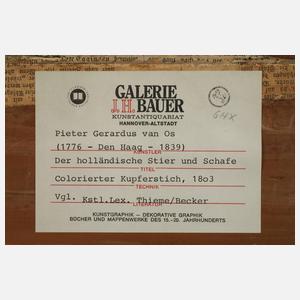 GALERIE
J.H. BAUER
KUNSTANTIQUARIAT
HANNOVER-ALTSTADT
Pieter Gerardus van Os
(1776 - Den Haag - 1839)
KÜNSTLER
Der holländische Stier und Schafe
TITEL
Colorierter Kupferstich, 18o3
TECHNIK
Vgl. Kstl.Lex. Thieme/Becker
LITERATUR
KUNSTGRAPHIK – DEKORATIVE GRAPHIK
BÜCHER UND MAPPENWERKE DES 15.-20. JAHRHUNDERTS